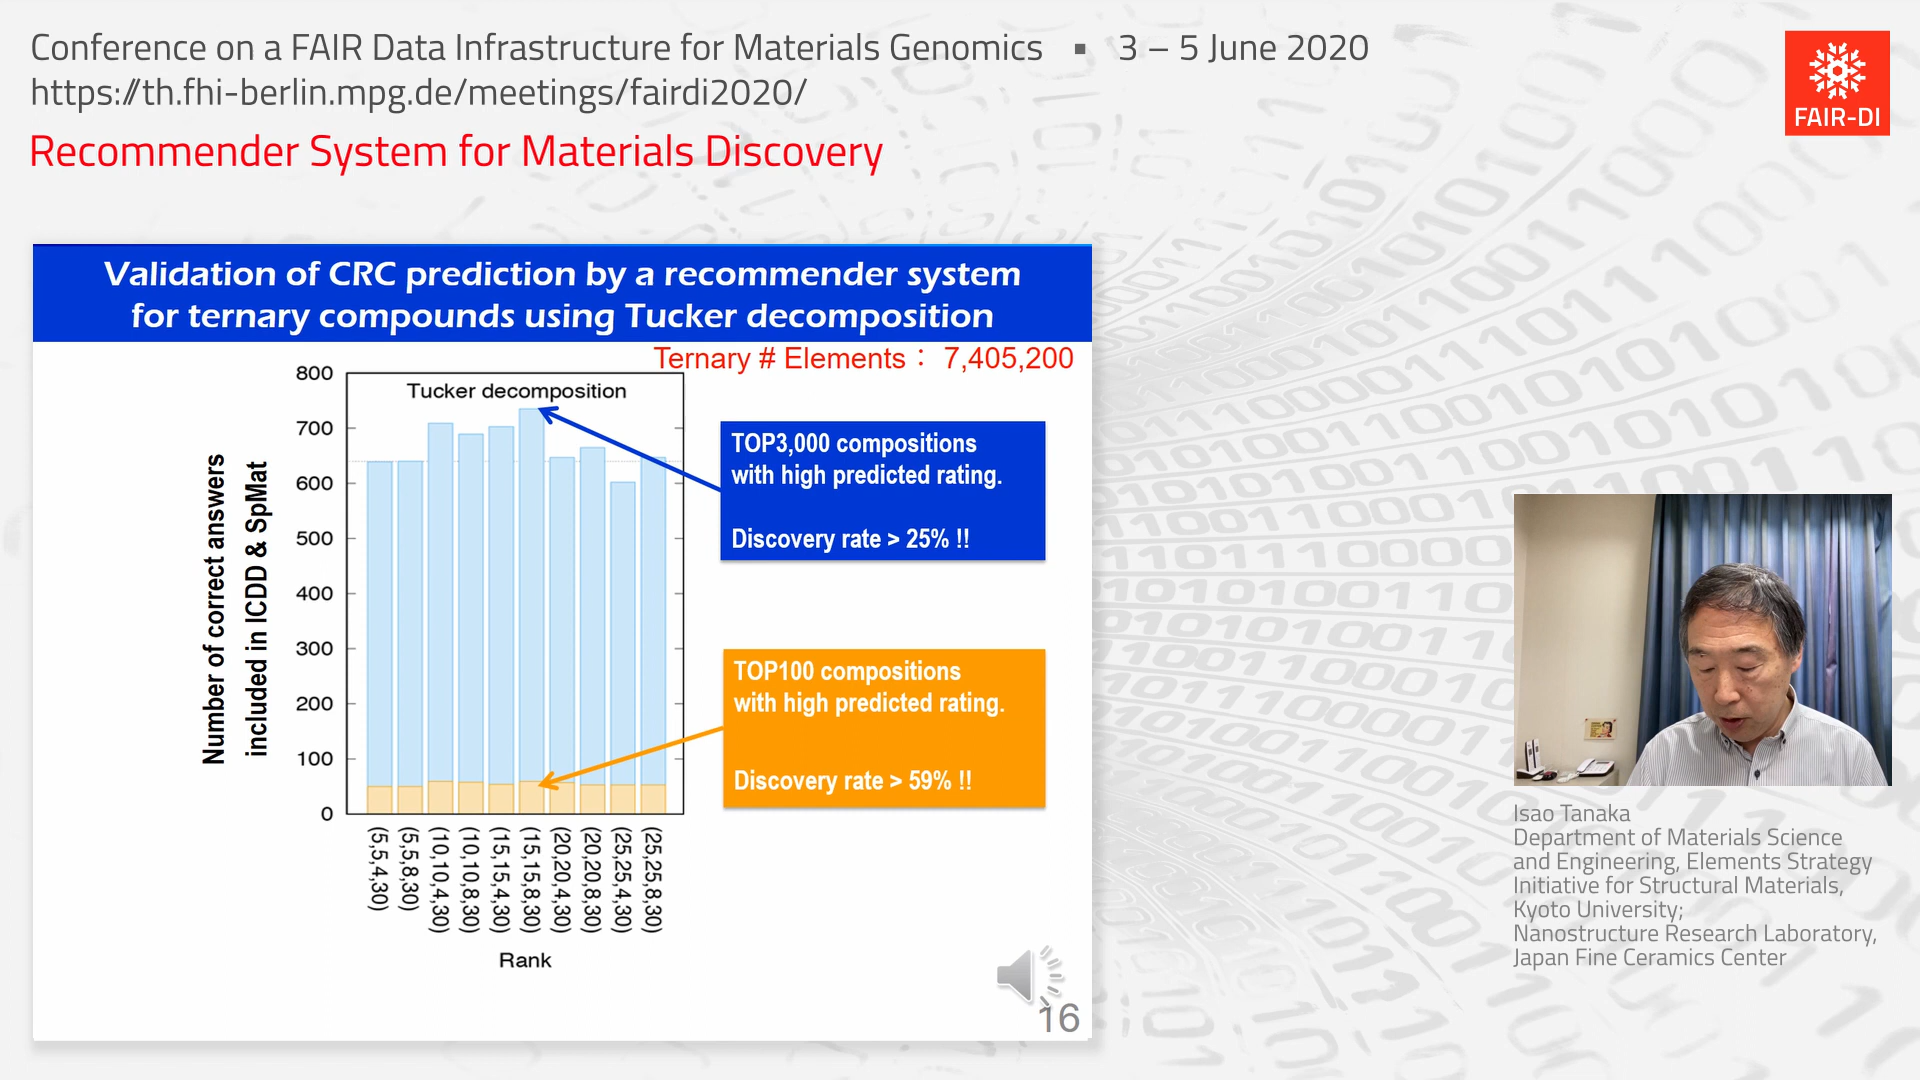 Conference on a FAIR Data Infrastructure for Materials Genomics ▪ 3 – 5 June 2020
https://th.fhi-berlin.mpg.de/meetings/fairdi2020/
FAIR-DI
Recommender System for Materials Discovery
Validation of CRC prediction by a recommender system
for ternary compounds using Tucker decomposition
Ternary # Elements : 7,405,200
Tucker decomposition
Number of correct answers
included in ICDD & SpMat
800
700
600
500
400
300
200
100
0
(5,5,4,30)
(5,5,8,30)
(10,10,4,30)
(10,10,8,30)
(15,15,4,30)
(15,15,8,30)
(20,20,4,30)
(20,20,8,30)
(25,25,4,30)
(25,25,8,30)
Rank
TOP3,000 compositions
with high predicted rating.
Discovery rate > 25% !!
TOP100 compositions
with high predicted rating.
Discovery rate > 59% !!
16
Isao Tanaka
Department of Materials Science
and Engineering, Elements Strategy
Initiative for Structural Materials,
Kyoto University;
Nanostructure Research Laboratory,
Japan Fine Ceramics Center